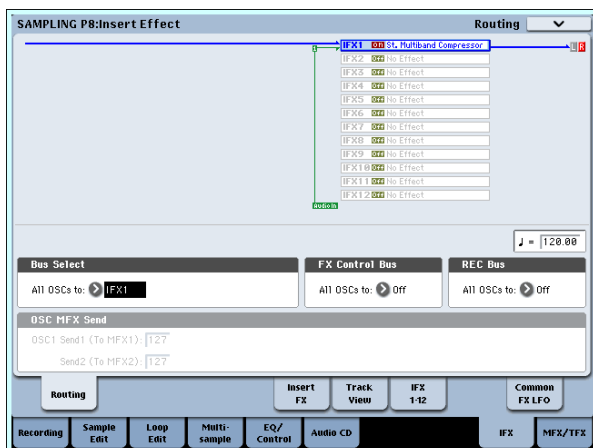 SAMPLING P8:Insert Effect Routing
IFX1 On St. Multiband Compressor
L R
IFX2 Off No Effect
IFX3 Off No Effect
IFX4 Off No Effect
IFX5 Off No Effect
IFX6 Off No Effect
IFX7 Off No Effect
IFX8 Off No Effect
IFX9 Off No Effect
IFX10 Off No Effect
IFX11 Off No Effect
IFX12 Off No Effect
Audio In
♩ = 120.00
Bus Select FX Control Bus REC Bus
All OSCs to: IFX1 All OSCs to: Off All OSCs to: Off
OSC MFX Send
OSC1 Send1 (To MFX1): 127
Send2 (To MFX2): 127
Routing Insert FX Track View IFX 1-12 Common FX LFO
Recording Sample Edit Loop Edit Multi-sample EQ/Control Audio CD IFX MFX/TFX